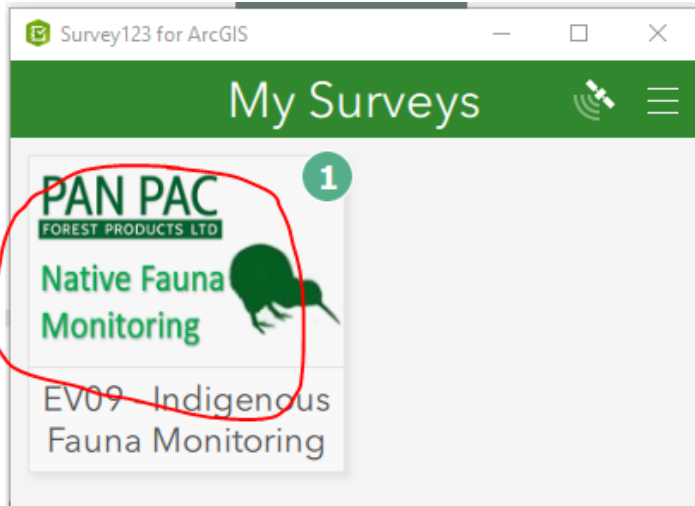 Survey123 for ArcGIS
My Surveys
1
PAN PAC
FOREST PRODUCTS LTD
Native Fauna
Monitoring
EV09 - Indigenous
Fauna Monitoring